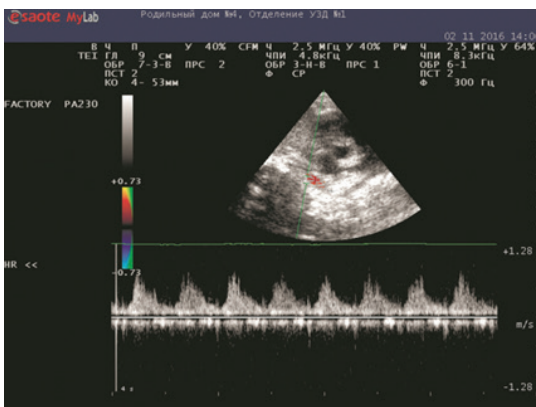 esaote MyLab
Родильный дом №4, Отделение УЗД №1
02 11 2016 14:0
В Ч П У 40% CFM Ч 2.5 МГц У 40% PW Ч 2.5 МГц У 64%
TEI ГЛ 9 см ЧПИ 4.8кГц ЧПИ 8.3кГц
ОБР 7-3-В ПРС 2 ОБР 3-Н-В ПРС 1 ОБР 6-1
ПСТ 2 Ф СР ПСТ 2
КО 4- 53мм Ф 300 Гц
FACTORY PA230
+0.73
-0.73
HR <<
+1.28
m/s
-1.28